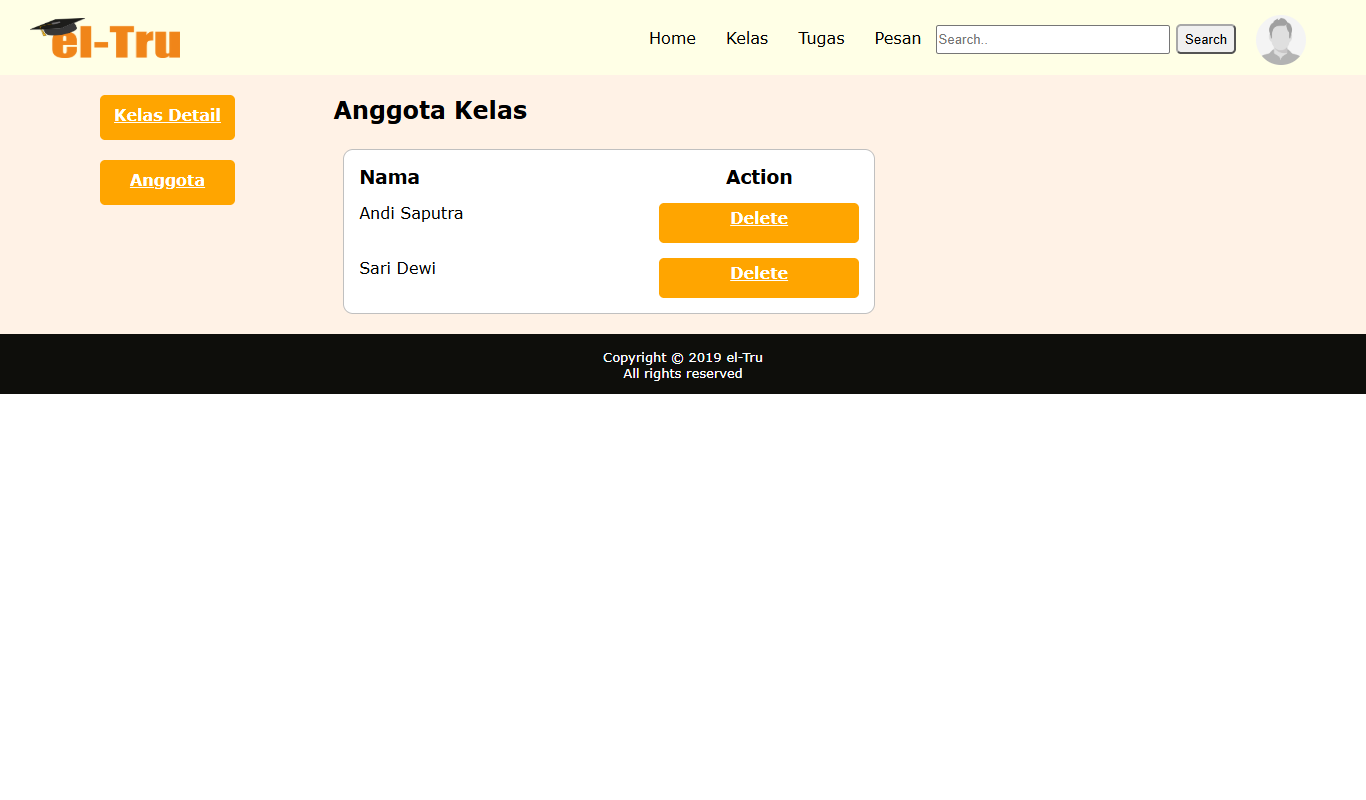 el-Tru
Home Kelas Tugas Pesan Search.. Search
Kelas Detail
Anggota
Anggota Kelas
Nama Action
Andi Saputra Delete
Sari Dewi Delete
Copyright © 2019 el-Tru
All rights reserved